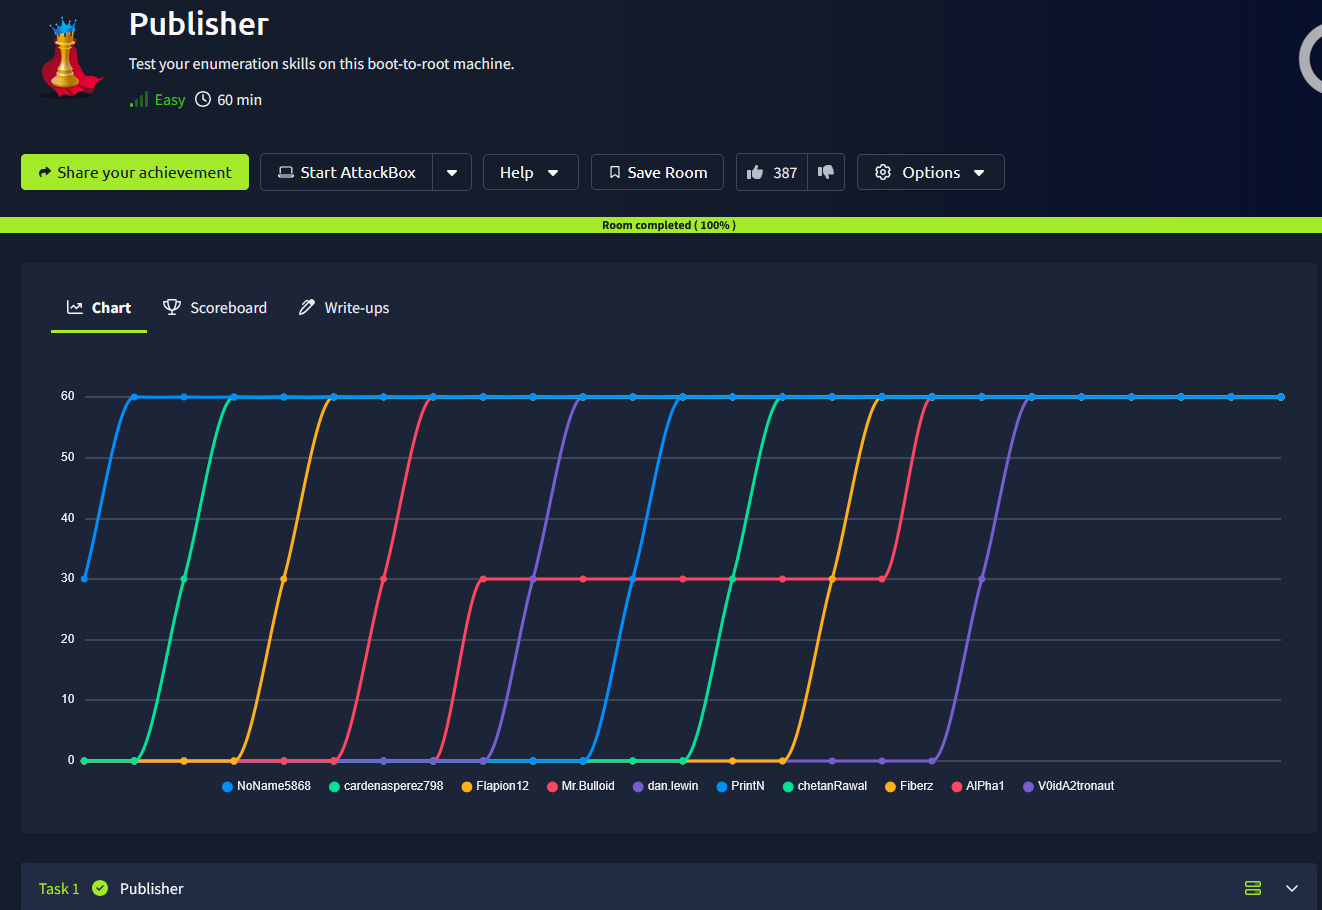 Publisher
Test your enumeration skills on this boot-to-root machine.
Easy 60 min
Share your achievement Start AttackBox Help Save Room 387 Options
Room completed ( 100% )
Chart Scoreboard Write-ups
60
50
40
30
20
10
0
NoName5868 cardenasperez798 Flapion12 Mr.Bulloid dan.lewin PrintN chetanRawal Fiberz AlPha1 V0idA2tronaut
Task 1 Publisher